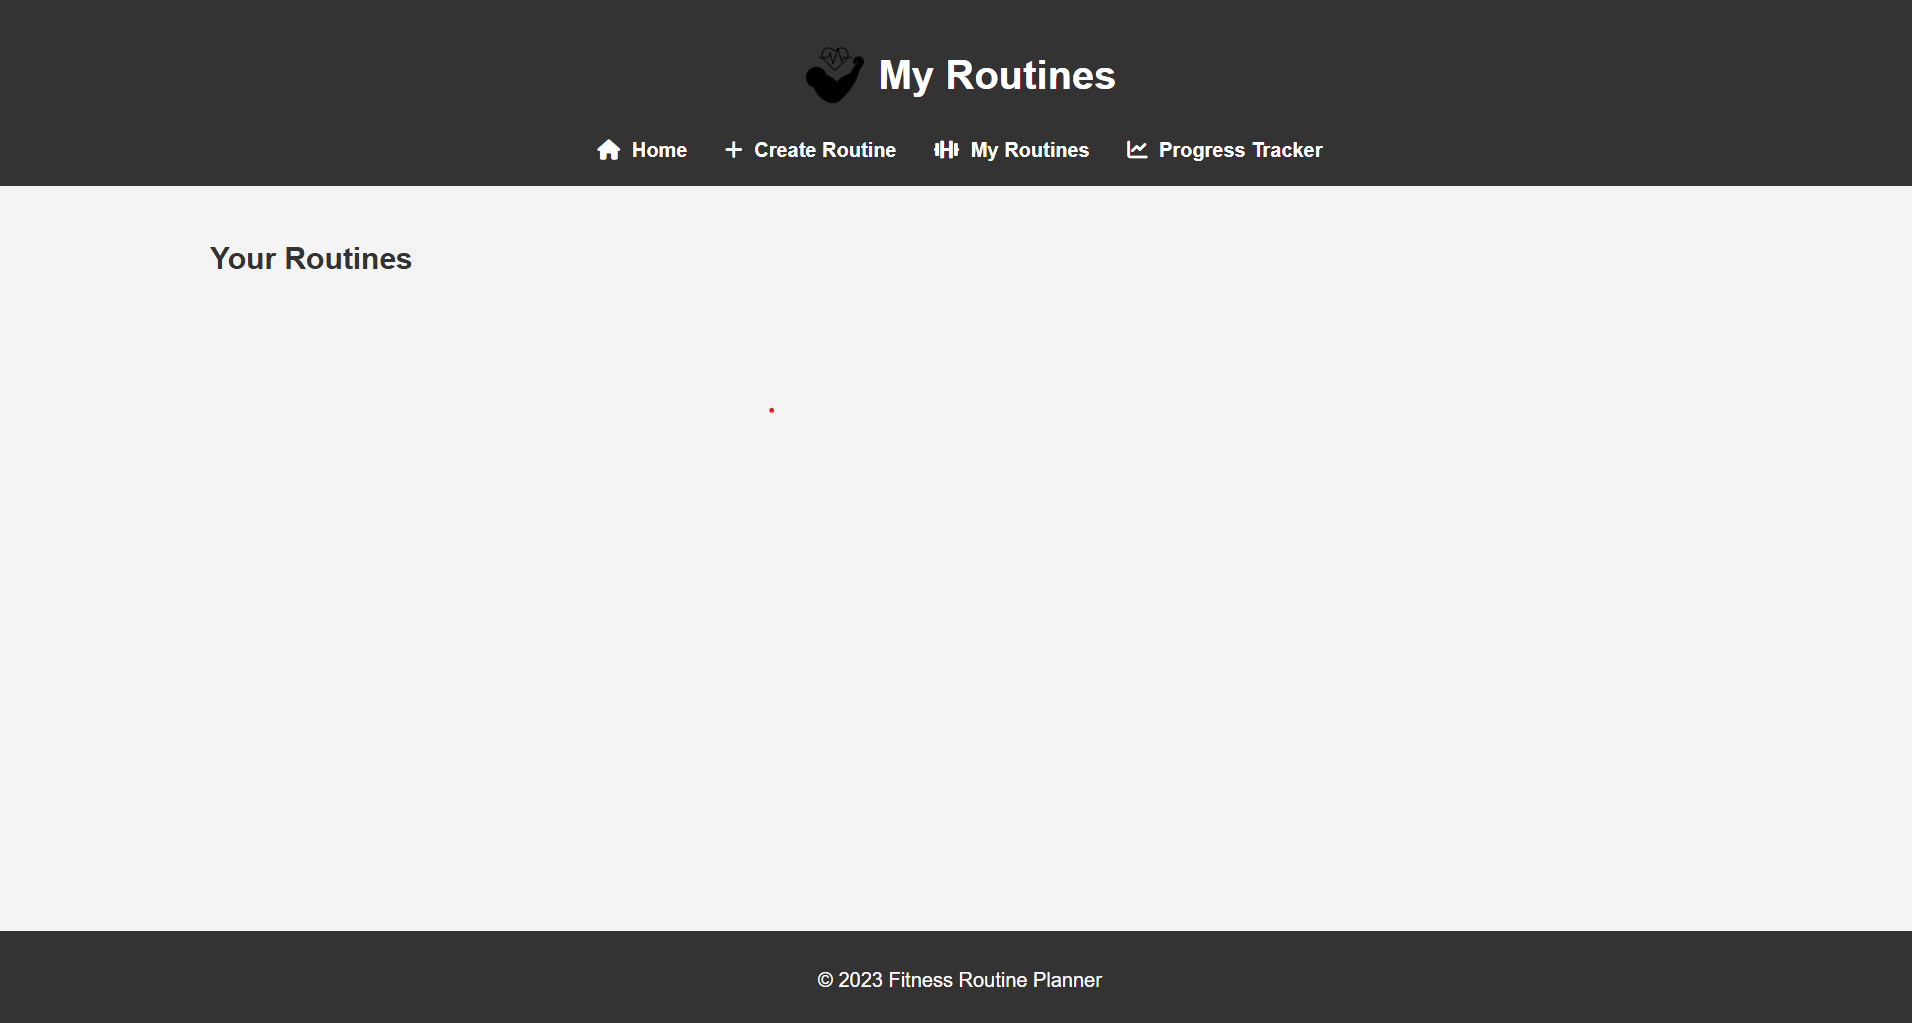 My Routines
Home Create Routine My Routines Progress Tracker
Your Routines
© 2023 Fitness Routine Planner